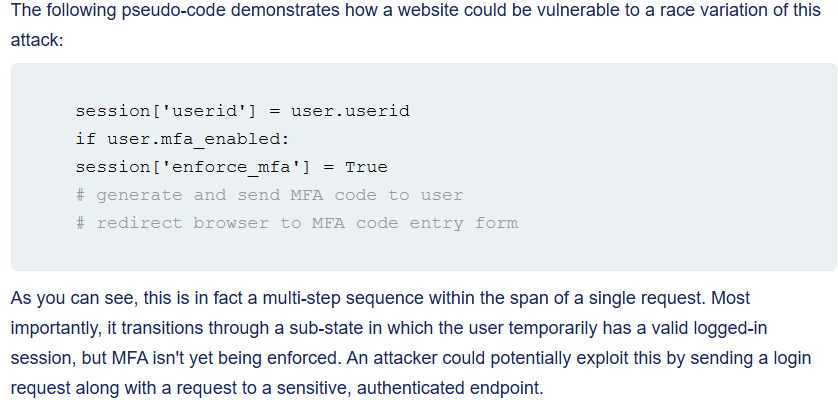 The following pseudo-code demonstrates how a website could be vulnerable to a race variation of this
attack:
session['userid'] = user.userid
if user.mfa_enabled:
session['enforce_mfa'] = True
# generate and send MFA code to user
# redirect browser to MFA code entry form
As you can see, this is in fact a multi-step sequence within the span of a single request. Most
importantly, it transitions through a sub-state in which the user temporarily has a valid logged-in
session, but MFA isn't yet being enforced. An attacker could potentially exploit this by sending a login
request along with a request to a sensitive, authenticated endpoint.